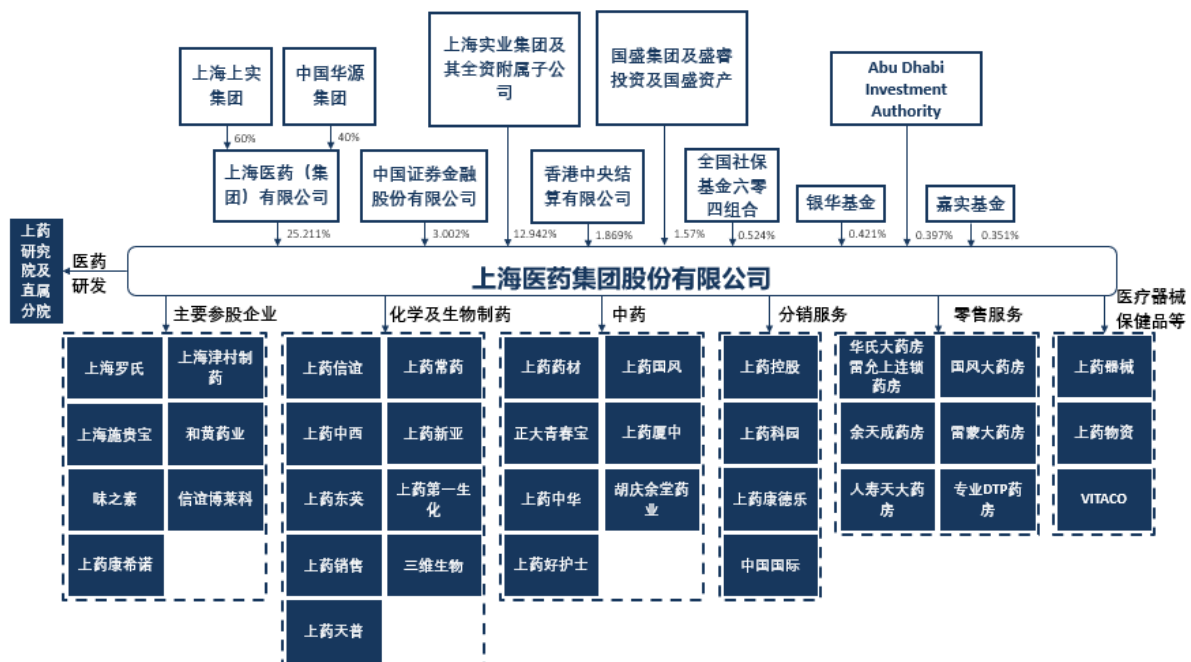 上海上实
集团
中国华源
集团
上海实业集团及
其全资附属子公
司
国盛集团及盛睿
投资及国盛资产
Abu Dhabi
Investment
Authority
60%
40%
上海医药（集
团）有限公司
中国证券金融
股份有限公司
香港中央结
算有限公司
全国社保
基金六零
四组合
银华基金
嘉实基金
25.211%
3.002%
12.942%
1.869%
1.57%
0.524%
0.421%
0.397%
0.351%
上药
研究
院及
直属
分院
医药
研发
上海医药集团股份有限公司
主要参股企业
化学及生物制药
中药
分销服务
零售服务
医疗器械
保健品等
上海罗氏
上海津村制
药
上海施贵宝
和黄药业
味之素
信谊博莱科
上药康希诺
上药信谊
上药常药
上药中西
上药新亚
上药东英
上药第一生
化
上药销售
三维生物
上药天普
上药药材
上药国风
正大青春宝
上药厦中
上药中华
胡庆余堂药
业
上药好护士
上药控股
上药科园
上药康德乐
中国国际
华氏大药房
雷允上连锁
药房
国风大药房
余天成药房
雷蒙大药房
人寿天大药
房
专业DTP药
房
上药器械
上药物资
VITACO